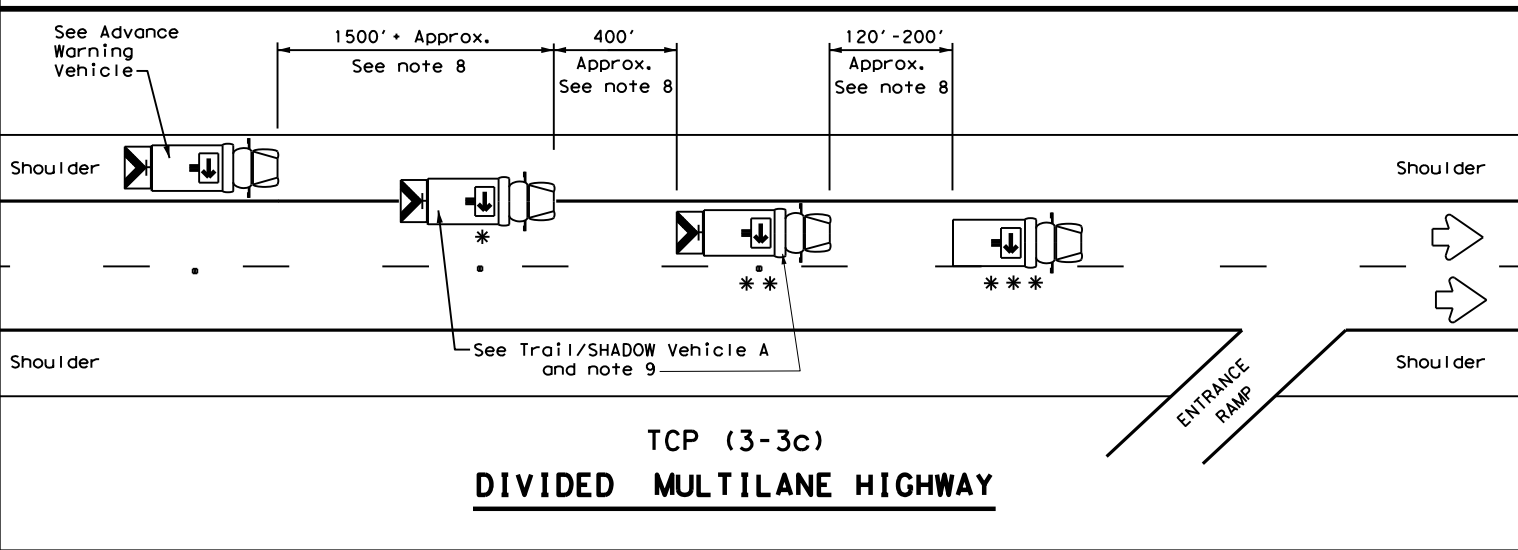 See Advance
Warning
Vehicle
1500'+ Approx.
See note 8
400'
Approx.
See note 8
120'-200'
Approx.
See note 8
Shoulder
Shoulder
*
**
***
See Trail/SHADOW Vehicle A
and note 9
Shoulder
Shoulder
ENTRANCE
RAMP
TCP (3-3c)
DIVIDED MULTILANE HIGHWAY